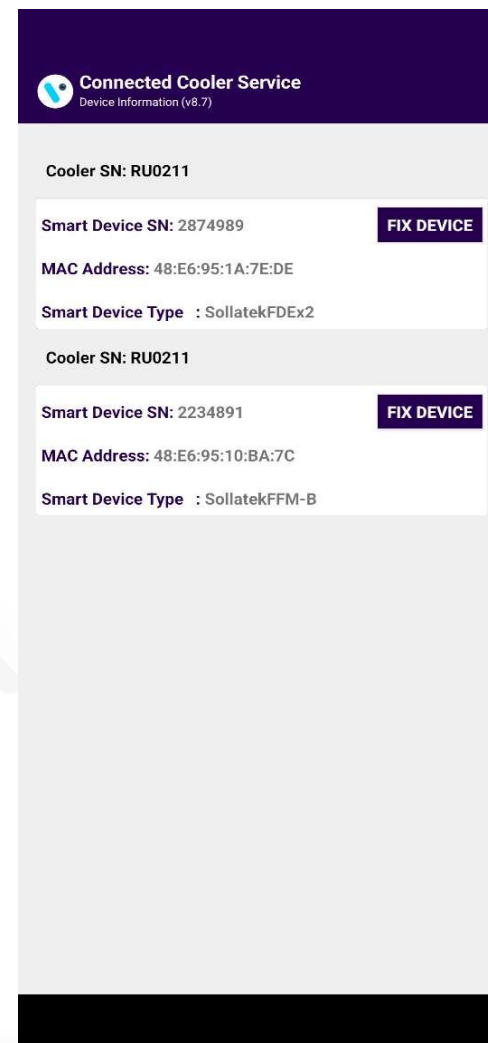 Connected Cooler Service
Device Information (v8.7)
Cooler SN: RU0211
Smart Device SN: 2874989
FIX DEVICE
MAC Address: 48:E6:95:1A:7E:DE
Smart Device Type : SollatekFDEx2
Cooler SN: RU0211
Smart Device SN: 2234891
FIX DEVICE
MAC Address: 48:E6:95:10:BA:7C
Smart Device Type : SollatekFFM-B